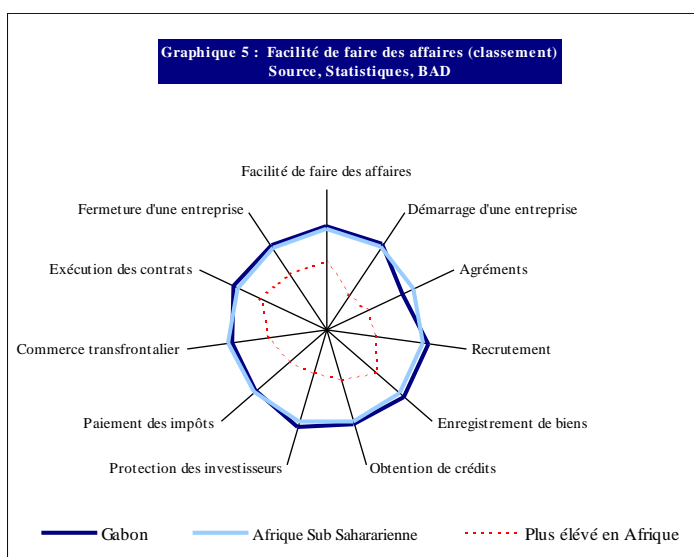 Graphique 5 : Facilité de faire des affaires (classement)
Source, Statistiques, BAD
Facilité de faire des affaires
Fermeture d'une entreprise
Démarrage d'une entreprise
Exécution des contrats
Agréments
Commerce transfrontalier
Recrutement
Paiement des impôts
Enregistrement de biens
Protection des investisseurs
Obtention de crédits
Gabon
Afrique Sub Sahararienne
Plus élévé en Afrique